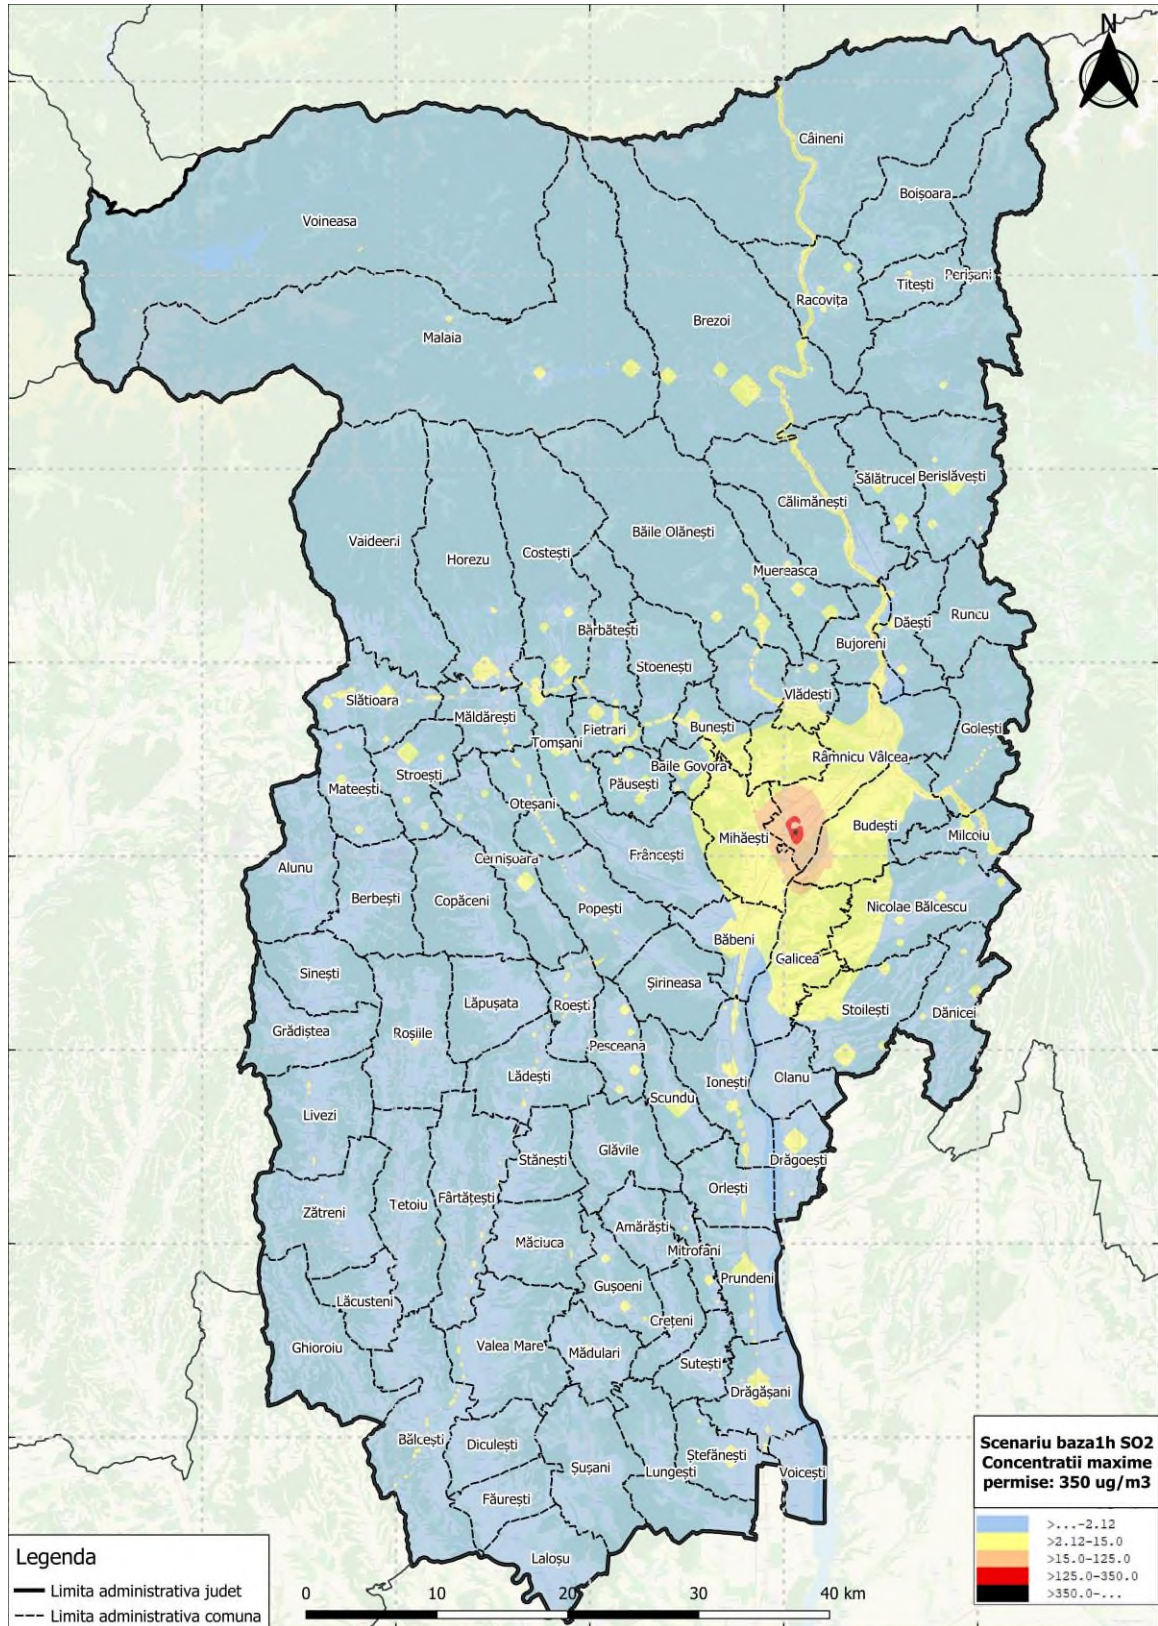 N
Câineni
Boișoara
Voineasa
Perișani
Titești
Racovița
Brezoi
Malaia
Sălătrucel
Berislăvești
Călimănești
Băile Olănești
Vaideeni
Costești
Horezu
Muereasca
Runcu
Dăești
Bărbătești
Bujoreni
Stoenești
Vlădești
Slătioara
Măldărești
Fietrari
Bunești
Golești
Tomșani
Râmnicu Vâlcea
Baile Govora
Stroești
Păusești
Mateești
Oteșani
Budești
Milcoiu
Mihăești
Frâncești
Cernișoara
Alunu
Berbești
Copăceni
Popești
Nicolae Bălcescu
Băbeni
Galicea
Sinești
Șirineasa
Lăpușata
Roești
Stoilești
Dănicei
Grădiștea
Roșiile
Pesceana
Lădești
Ionești
Olanu
Scundu
Livezi
Glăvile
Stănești
Drăgoești
Orlești
Fârtățești
Tetoiu
Zătreni
Amărăști
Măciuca
Mitrofani
Prundeni
Gușoeni
Lăcusteni
Crețeni
Ghioroiu
Valea Mare
Mădulari
Sutești
Drăgășani
Bălcești
Diculești
Ștefănești
Șușani
Lungești
Voicești
Făurești
Laloșu
Scenariu baza1h SO2
Concentratii maxime
permise: 350 ug/m3
>...-2.12
>2.12-15.0
>15.0-125.0
>125.0-350.0
>350.0-...
Legenda
Limita administrativa judet
Limita administrativa comuna
0 10 20 30 40 km